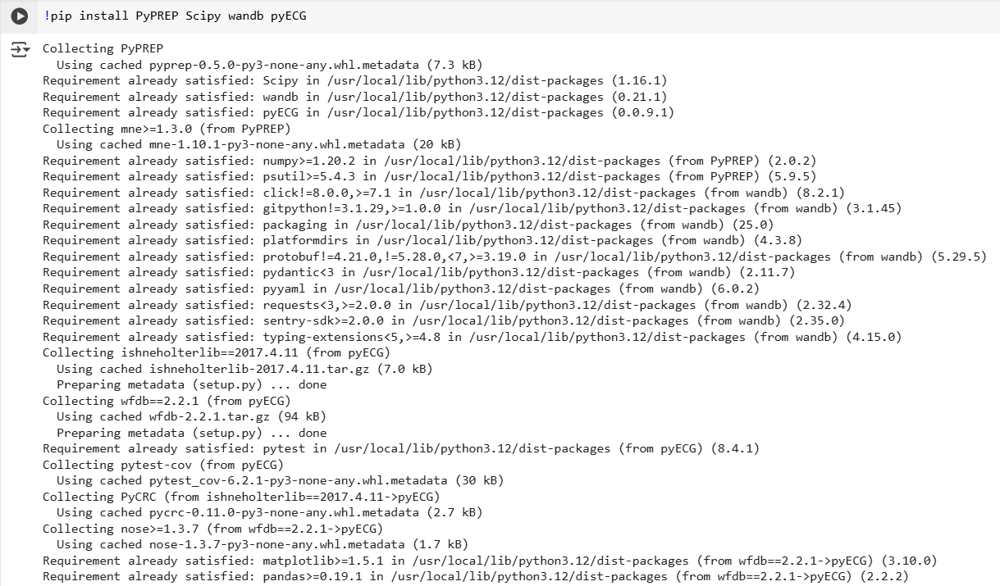 !pip install PyPREP Scipy wandb pyECG
Collecting PyPREP
Using cached pyprep-0.5.0-py3-none-any.whl.metadata (7.3 kB)
Requirement already satisfied: Scipy in /usr/local/lib/python3.12/dist-packages (1.16.1)
Requirement already satisfied: wandb in /usr/local/lib/python3.12/dist-packages (0.21.1)
Requirement already satisfied: pyECG in /usr/local/lib/python3.12/dist-packages (0.0.9.1)
Collecting mne>=1.3.0 (from PyPREP)
Using cached mne-1.10.1-py3-none-any.whl.metadata (20 kB)
Requirement already satisfied: numpy>=1.20.2 in /usr/local/lib/python3.12/dist-packages (from PyPREP) (2.0.2)
Requirement already satisfied: psutil>=5.4.3 in /usr/local/lib/python3.12/dist-packages (from PyPREP) (5.9.5)
Requirement already satisfied: click!=8.0.0,>=7.1 in /usr/local/lib/python3.12/dist-packages (from wandb) (8.2.1)
Requirement already satisfied: gitpython!=3.1.29,>=1.0.0 in /usr/local/lib/python3.12/dist-packages (from wandb) (3.1.45)
Requirement already satisfied: packaging in /usr/local/lib/python3.12/dist-packages (from wandb) (25.0)
Requirement already satisfied: platformdirs in /usr/local/lib/python3.12/dist-packages (from wandb) (4.3.8)
Requirement already satisfied: protobuf!=4.21.0,!=5.28.0,<7,>=3.19.0 in /usr/local/lib/python3.12/dist-packages (from wandb) (5.29.5)
Requirement already satisfied: pydantic<3 in /usr/local/lib/python3.12/dist-packages (from wandb) (2.11.7)
Requirement already satisfied: pyyaml in /usr/local/lib/python3.12/dist-packages (from wandb) (6.0.2)
Requirement already satisfied: requests<3,>=2.0.0 in /usr/local/lib/python3.12/dist-packages (from wandb) (2.32.4)
Requirement already satisfied: sentry-sdk>=2.0.0 in /usr/local/lib/python3.12/dist-packages (from wandb) (2.35.0)
Requirement already satisfied: typing-extensions<5,>=4.8 in /usr/local/lib/python3.12/dist-packages (from wandb) (4.15.0)
Collecting ishneholterlib==2017.4.11 (from pyECG)
Using cached ishneholterlib-2017.4.11.tar.gz (7.0 kB)
Preparing metadata (setup.py) ... done
Collecting wfdb==2.2.1 (from pyECG)
Using cached wfdb-2.2.1.tar.gz (94 kB)
Preparing metadata (setup.py) ... done
Requirement already satisfied: pytest in /usr/local/lib/python3.12/dist-packages (from pyECG) (8.4.1)
Collecting pytest-cov (from pyECG)
Using cached pytest_cov-6.2.1-py3-none-any.whl.metadata (30 kB)
Collecting PyCRC (from ishneholterlib==2017.4.11->pyECG)
Using cached pycrc-0.11.0-py3-none-any.whl.metadata (2.7 kB)
Collecting nose>=1.3.7 (from wfdb==2.2.1->pyECG)
Using cached nose-1.3.7-py3-none-any.whl.metadata (1.7 kB)
Requirement already satisfied: matplotlib>=1.5.1 in /usr/local/lib/python3.12/dist-packages (from wfdb==2.2.1->pyECG) (3.10.0)
Requirement already satisfied: pandas>=0.19.1 in /usr/local/lib/python3.12/dist-packages (from wfdb==2.2.1->pyECG) (2.2.2)